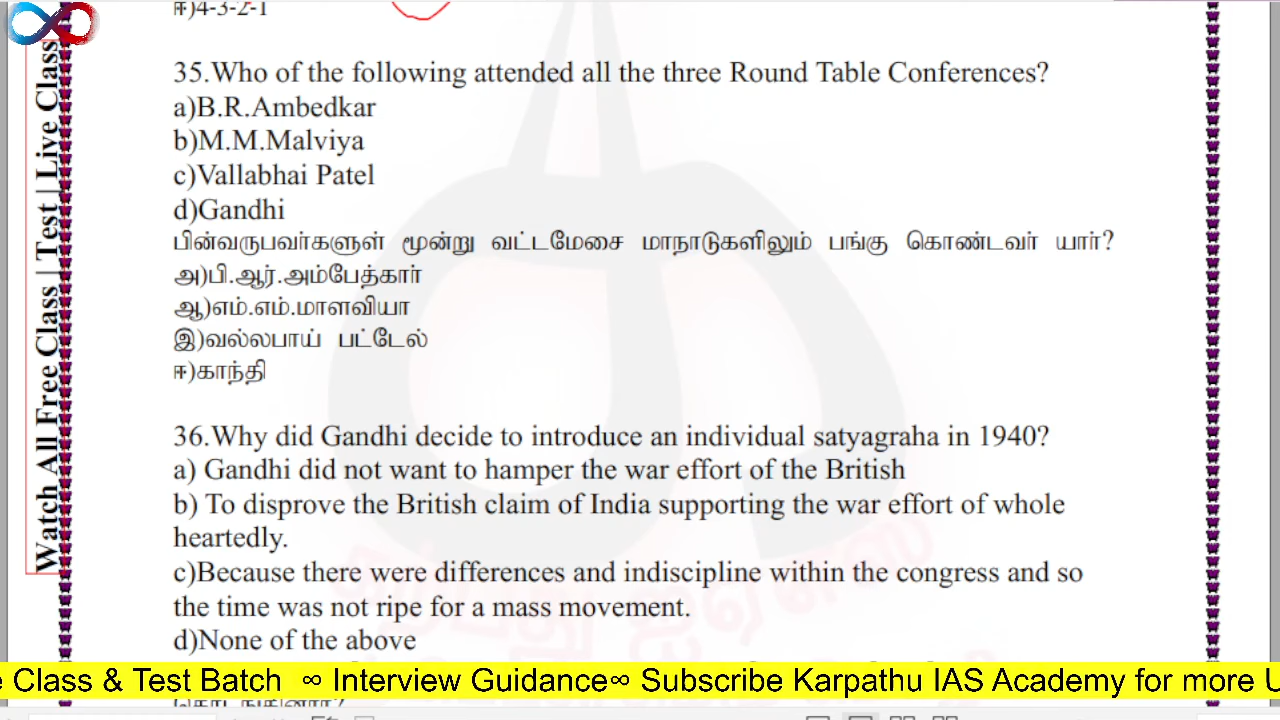 ஈ)4-3-2-1
35.Who of the following attended all the three Round Table Conferences?
a)B.R.Ambedkar
b)M.M.Malviya
c)Vallabhai Patel
d)Gandhi
பின்வருபவர்களுள் மூன்று வட்டமேசை மாநாடுகளிலும் பங்கு கொண்டவர் யார்?
அ)பி.ஆர்.அம்பேத்கார்
ஆ)எம்.எம்.மாளவியா
இ)வல்லபாய் பட்டேல்
ஈ)காந்தி
36.Why did Gandhi decide to introduce an individual satyagraha in 1940?
a) Gandhi did not want to hamper the war effort of the British
b) To disprove the British claim of India supporting the war effort of whole
heartedly.
c)Because there were differences and indiscipline within the congress and so
the time was not ripe for a mass movement.
d)None of the above
Class & Test Batch ∞ Interview Guidance∞ Subscribe Karpathu IAS Academy for more
Watch All Free Class | Test | Live Class